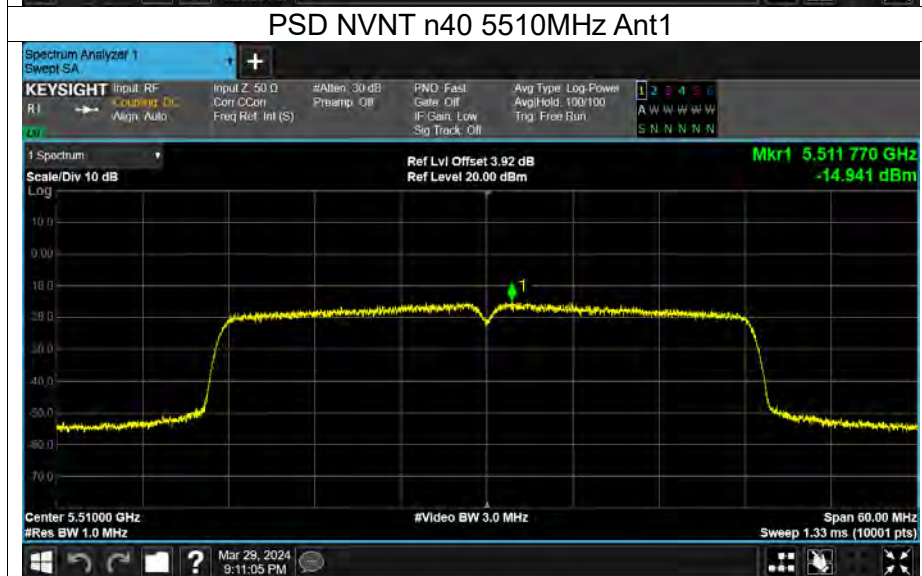 PSD NVNT n40 5510MHz Ant1
Spectrum Analyzer 1
Swept SA
+
KEYSIGHT Input: RF Input Z: 50 Ω #Atten: 30 dB PNO: Fast Avg Type: Log-Power 1 2 3 4 5 6
Coupling: DC Corr CCorr Preamp: Off Gate: Off Avg|Hold: 100/100 A W W W W W
Align: Auto Freq Ref: Int (S) IF Gain: Low Trig: Free Run
Sig Track: Off S N N N N N
1 Spectrum Ref Lvl Offset 3.92 dB Mkr1 5.511 770 GHz
Scale/Div 10 dB Ref Level 20.00 dBm -14.941 dBm
Log
10.0
0.00
1
-40.0
-50.0
-60.0
-70.0
Center 5.51000 GHz #Video BW 3.0 MHz Span 60.00 MHz
#Res BW 1.0 MHz Sweep 1.33 ms (10001 pts)
? Mar 29, 2024
9:11:05 PM